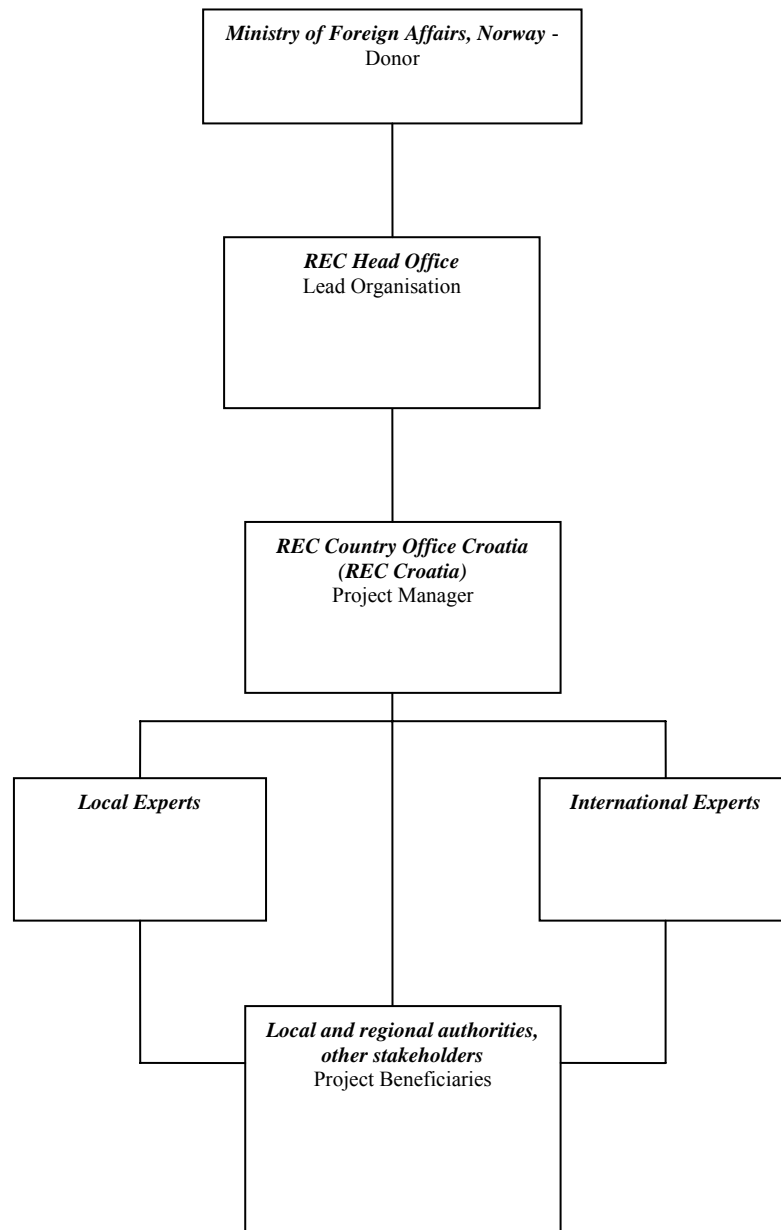 Ministry of Foreign Affairs, Norway -
Donor
REC Head Office
Lead Organisation
REC Country Office Croatia
(REC Croatia)
Project Manager
Local Experts
International Experts
Local and regional authorities,
other stakeholders
Project Beneficiaries